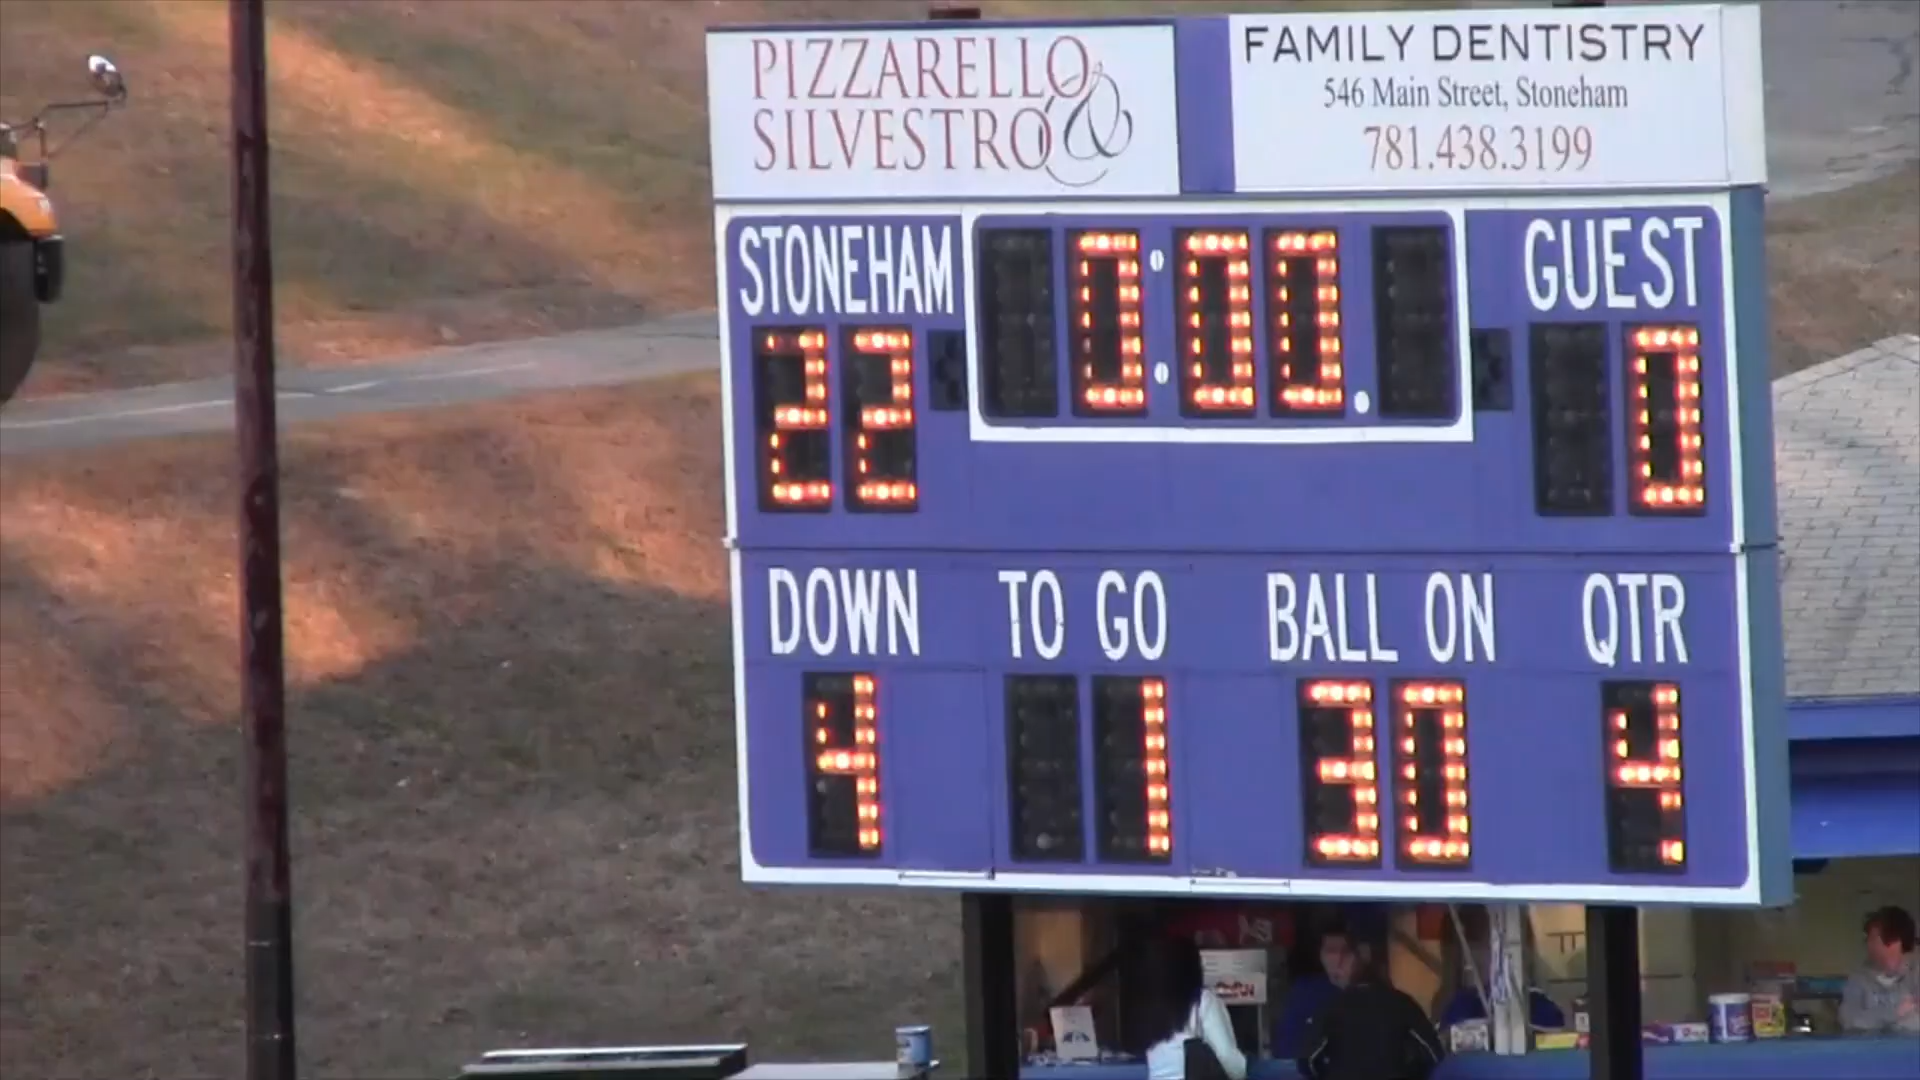 PIZZARELLO &
SILVESTRO
FAMILY DENTISTRY
546 Main Street, Stoneham
781.438.3199
STONEHAM 0:00 GUEST
22 0
DOWN TO GO BALL ON QTR
4 1 30 4